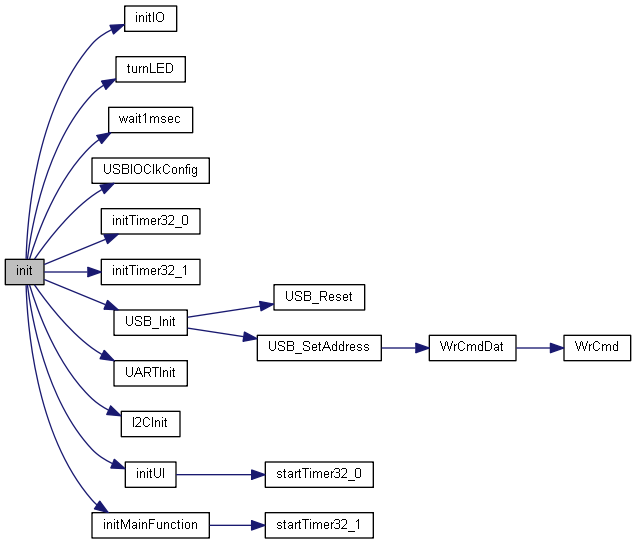 initIO
turnLED
wait1msec
USBIOClkConfig
initTimer32_0
init
initTimer32_1
USB_Init
USB_Reset
USB_SetAddress
WrCmdDat
WrCmd
UARTInit
I2CInit
initUI
startTimer32_0
initMainFunction
startTimer32_1